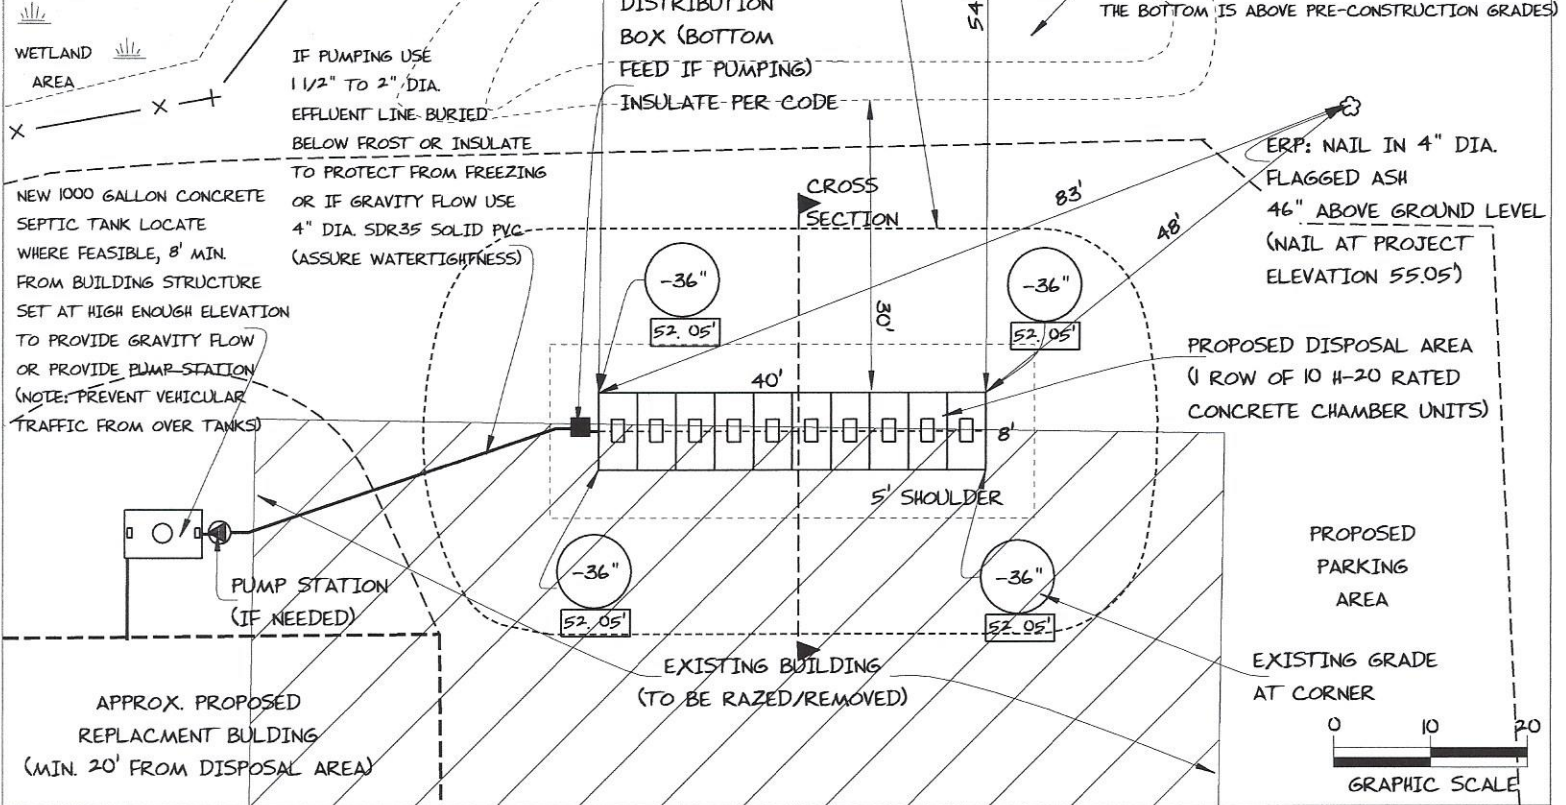 DISTRIBUTION
BOX (BOTTOM
FEED IF PUMPING)
INSULATE PER CODE
54
THE BOTTOM IS ABOVE PRE-CONSTRUCTION GRADES)
WETLAND
AREA
IF PUMPING USE
1 1/2" TO 2" DIA.
EFFLUENT LINE BURIED
BELOW FROST OR INSULATE
TO PROTECT FROM FREEZING
OR IF GRAVITY FLOW USE
4" DIA. SDR35 SOLID PVC
(ASSURE WATERTIGHTNESS)
NEW 1000 GALLON CONCRETE
SEPTIC TANK LOCATE
WHERE FEASIBLE, 8' MIN.
FROM BUILDING STRUCTURE
SET AT HIGH ENOUGH ELEVATION
TO PROVIDE GRAVITY FLOW
OR PROVIDE PUMP STATION
(NOTE: PREVENT VEHICULAR
TRAFFIC FROM OVER TANKS)
CROSS
SECTION
83'
48'
ERP: NAIL IN 4" DIA.
FLAGGED ASH
46" ABOVE GROUND LEVEL
(NAIL AT PROJECT
ELEVATION 55.05')
-36"
52.05'
-36"
52.05'
30'
PROPOSED DISPOSAL AREA
(1 ROW OF 10 H-20 RATED
CONCRETE CHAMBER UNITS)
40'
8'
5' SHOULDER
-36"
52.05'
-36"
52.05'
PUMP STATION
(IF NEEDED)
PROPOSED
PARKING
AREA
EXISTING BUILDING
(TO BE RAZED/REMOVED)
EXISTING GRADE
AT CORNER
APPROX. PROPOSED
REPLACMENT BULDING
(MIN. 20' FROM DISPOSAL AREA)
0 10 20
GRAPHIC SCALE